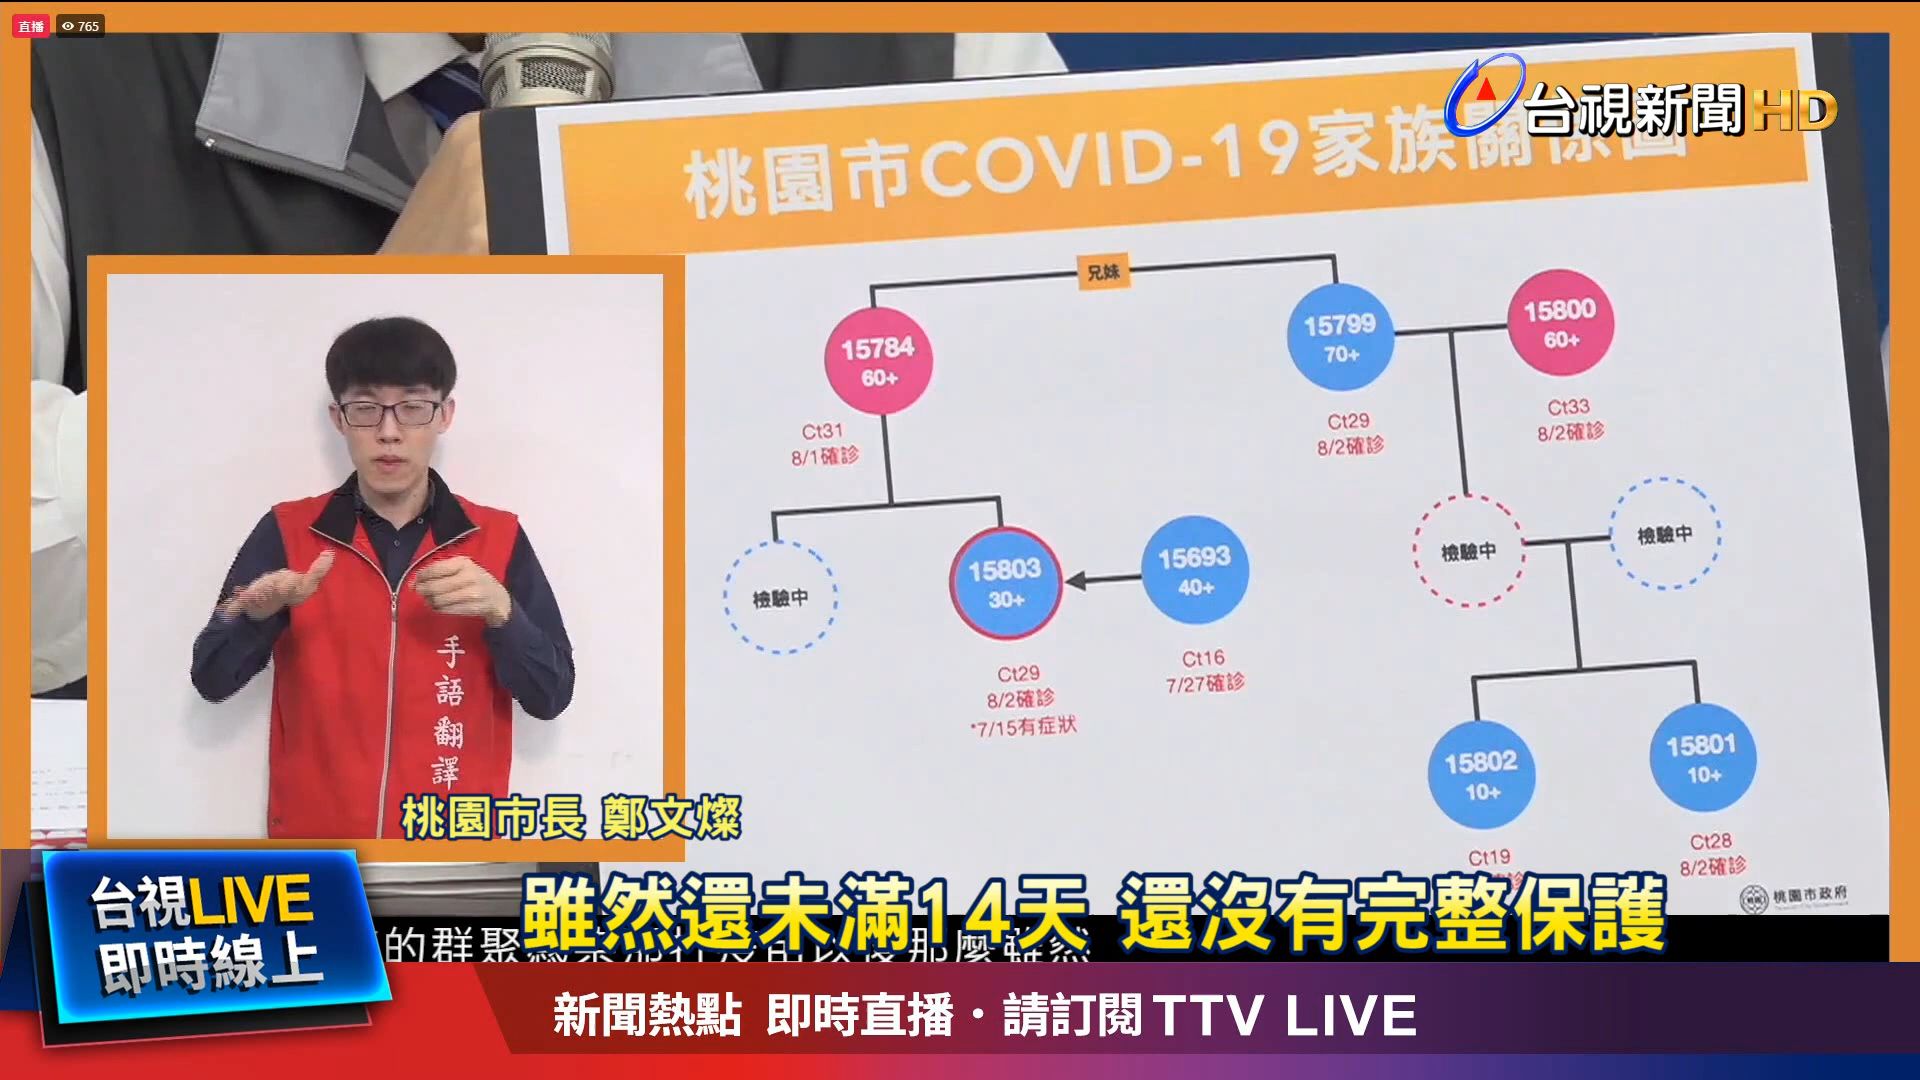 直播 765
台視新聞HD
桃園市COVID-19家族關係圖
兄妹
15784
60+
Ct31
8/1確診
15799
70+
Ct29
8/2確診
15800
60+
Ct33
8/2確診
檢驗中
15803
30+
Ct29
8/2確診
*7/15有症狀
15693
40+
Ct16
7/27確診
檢驗中
檢驗中
15802
10+
Ct19
15801
10+
Ct28
8/2確診
桃園市政府
手語翻譯
桃園市長 鄭文燦
雖然還未滿14天 還沒有完整保護
的群聚
台視LIVE
即時線上
新聞熱點 即時直播・請訂閱TTV LIVE